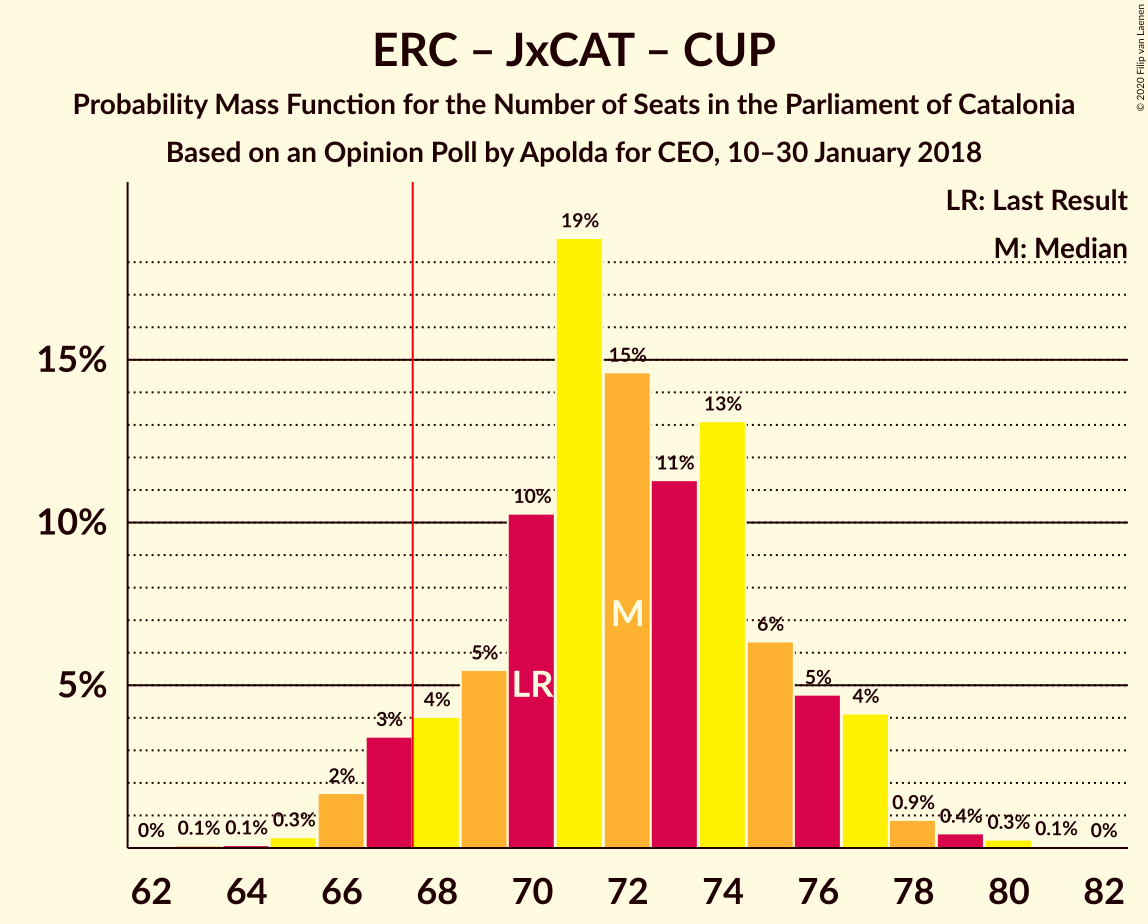 ERC – JxCAT – CUP
Probability Mass Function for the Number of Seats in the Parliament of Catalonia
Based on an Opinion Poll by Apolda for CEO, 10–30 January 2018
© 2020 Filip van Laenen
LR: Last Result
M: Median
19%
15%
15%
13%
11%
10%
10%
M
6%
5%
LR
5%
5%
4%
4%
3%
2%
0.9%
0.4%
0.3%
0.3%
0.1%
0.1%
0.1%
0%
0%
62 64 66 68 70 72 74 76 78 80 82